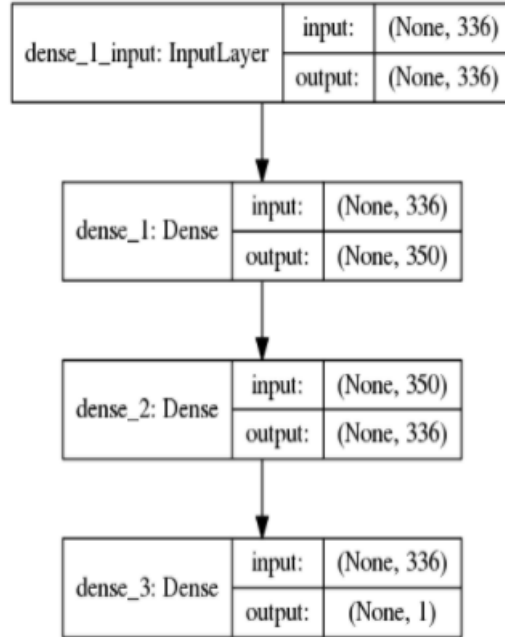 dense_1_input: InputLayer
input: (None, 336)
output: (None, 336)
dense_1: Dense
input: (None, 336)
output: (None, 350)
dense_2: Dense
input: (None, 350)
output: (None, 336)
dense_3: Dense
input: (None, 336)
output: (None, 1)